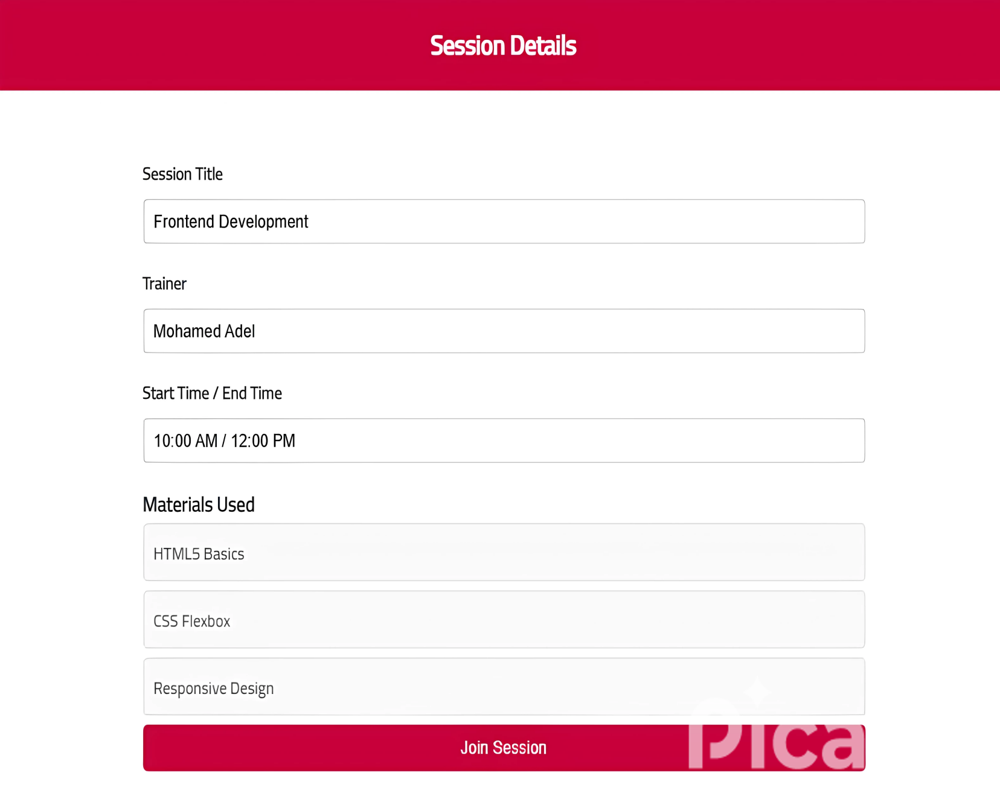 Session Details
Session Title
Frontend Development
Trainer
Mohamed Adel
Start Time / End Time
10:00 AM / 12:00 PM
Materials Used
HTML5 Basics
CSS Flexbox
Responsive Design
Join Session
pica